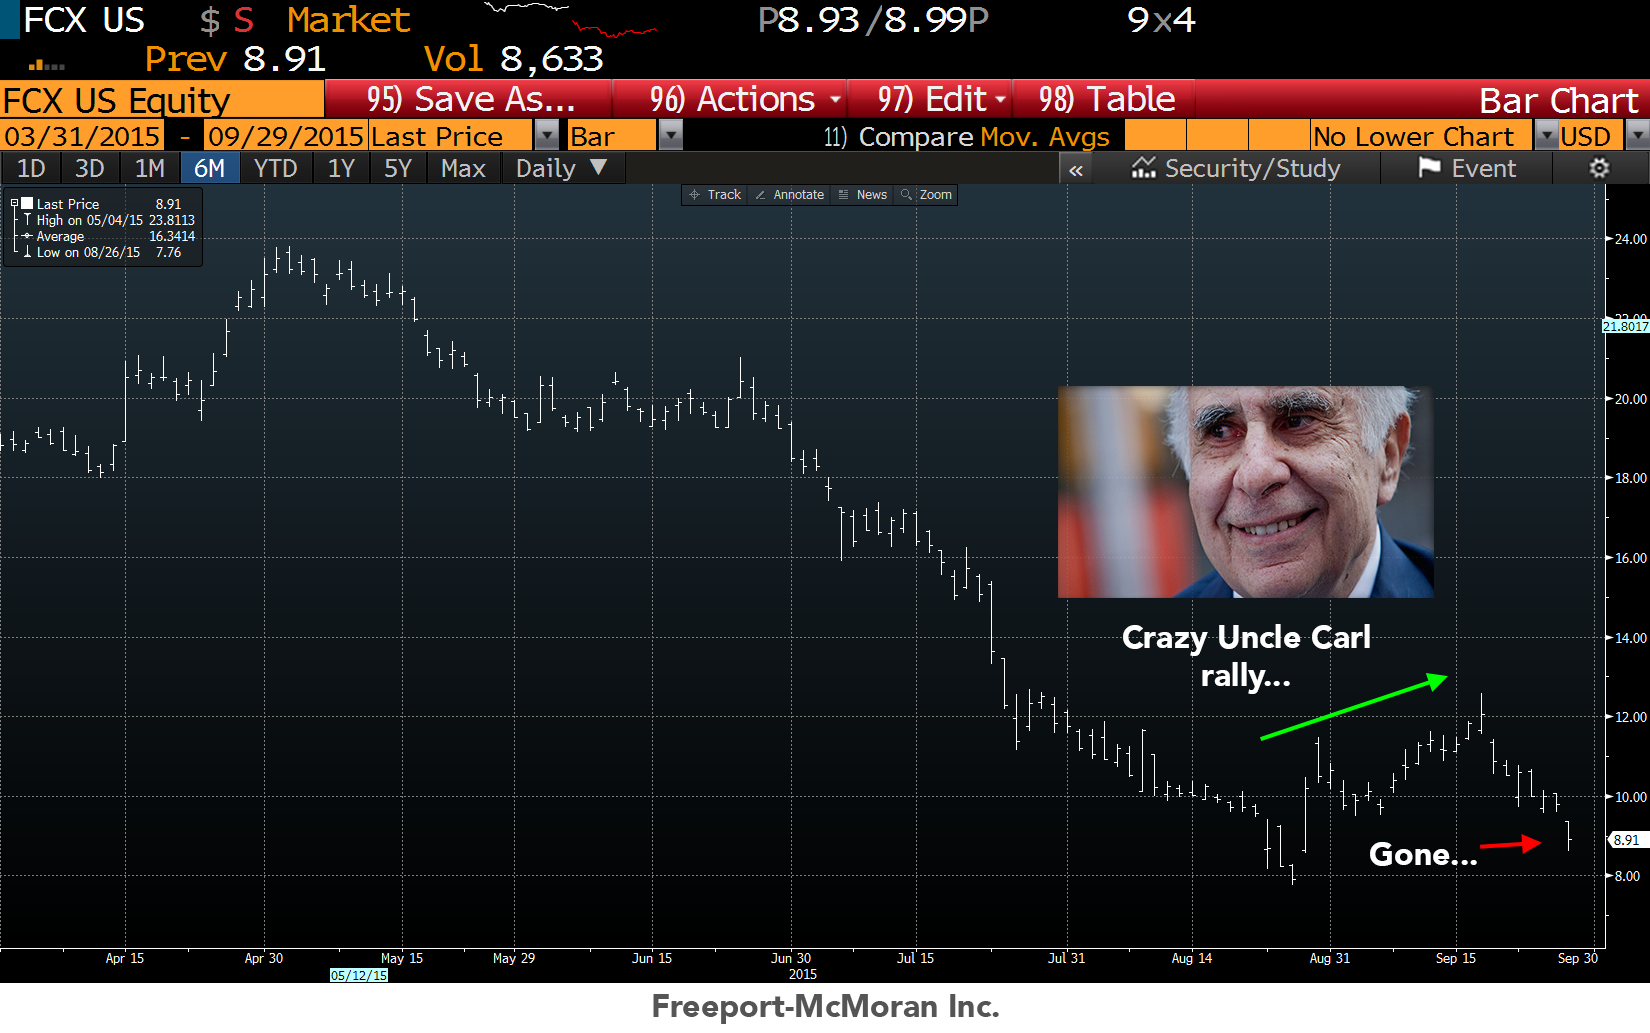 FCX US $ S Market P8.93/8.99P 9x4
Prev 8.91 Vol 8,633
FCX US Equity 95) Save As... 96) Actions 97) Edit 98) Table Bar Chart
03/31/2015 - 09/29/2015 Last Price Bar 11) Compare Mov. Avgs No Lower Chart USD
1D 3D 1M 6M YTD 1Y 5Y Max Daily ▼ « Security/Study Event
Track Annotate News Zoom
Last Price 8.91
High on 05/04/15 23.8113
Average 16.3414
Low on 08/26/15 7.76
24.00
22.00
21.8017
20.00
18.00
16.00
14.00
12.00
10.00
8.91
8.00
Crazy Uncle Carl
rally...
Gone...
Apr 15 Apr 30 May 15 May 29 Jun 15 Jun 30 Jul 15 Jul 31 Aug 14 Aug 31 Sep 15 Sep 30
05/12/15 2015
Freeport-McMoran Inc.